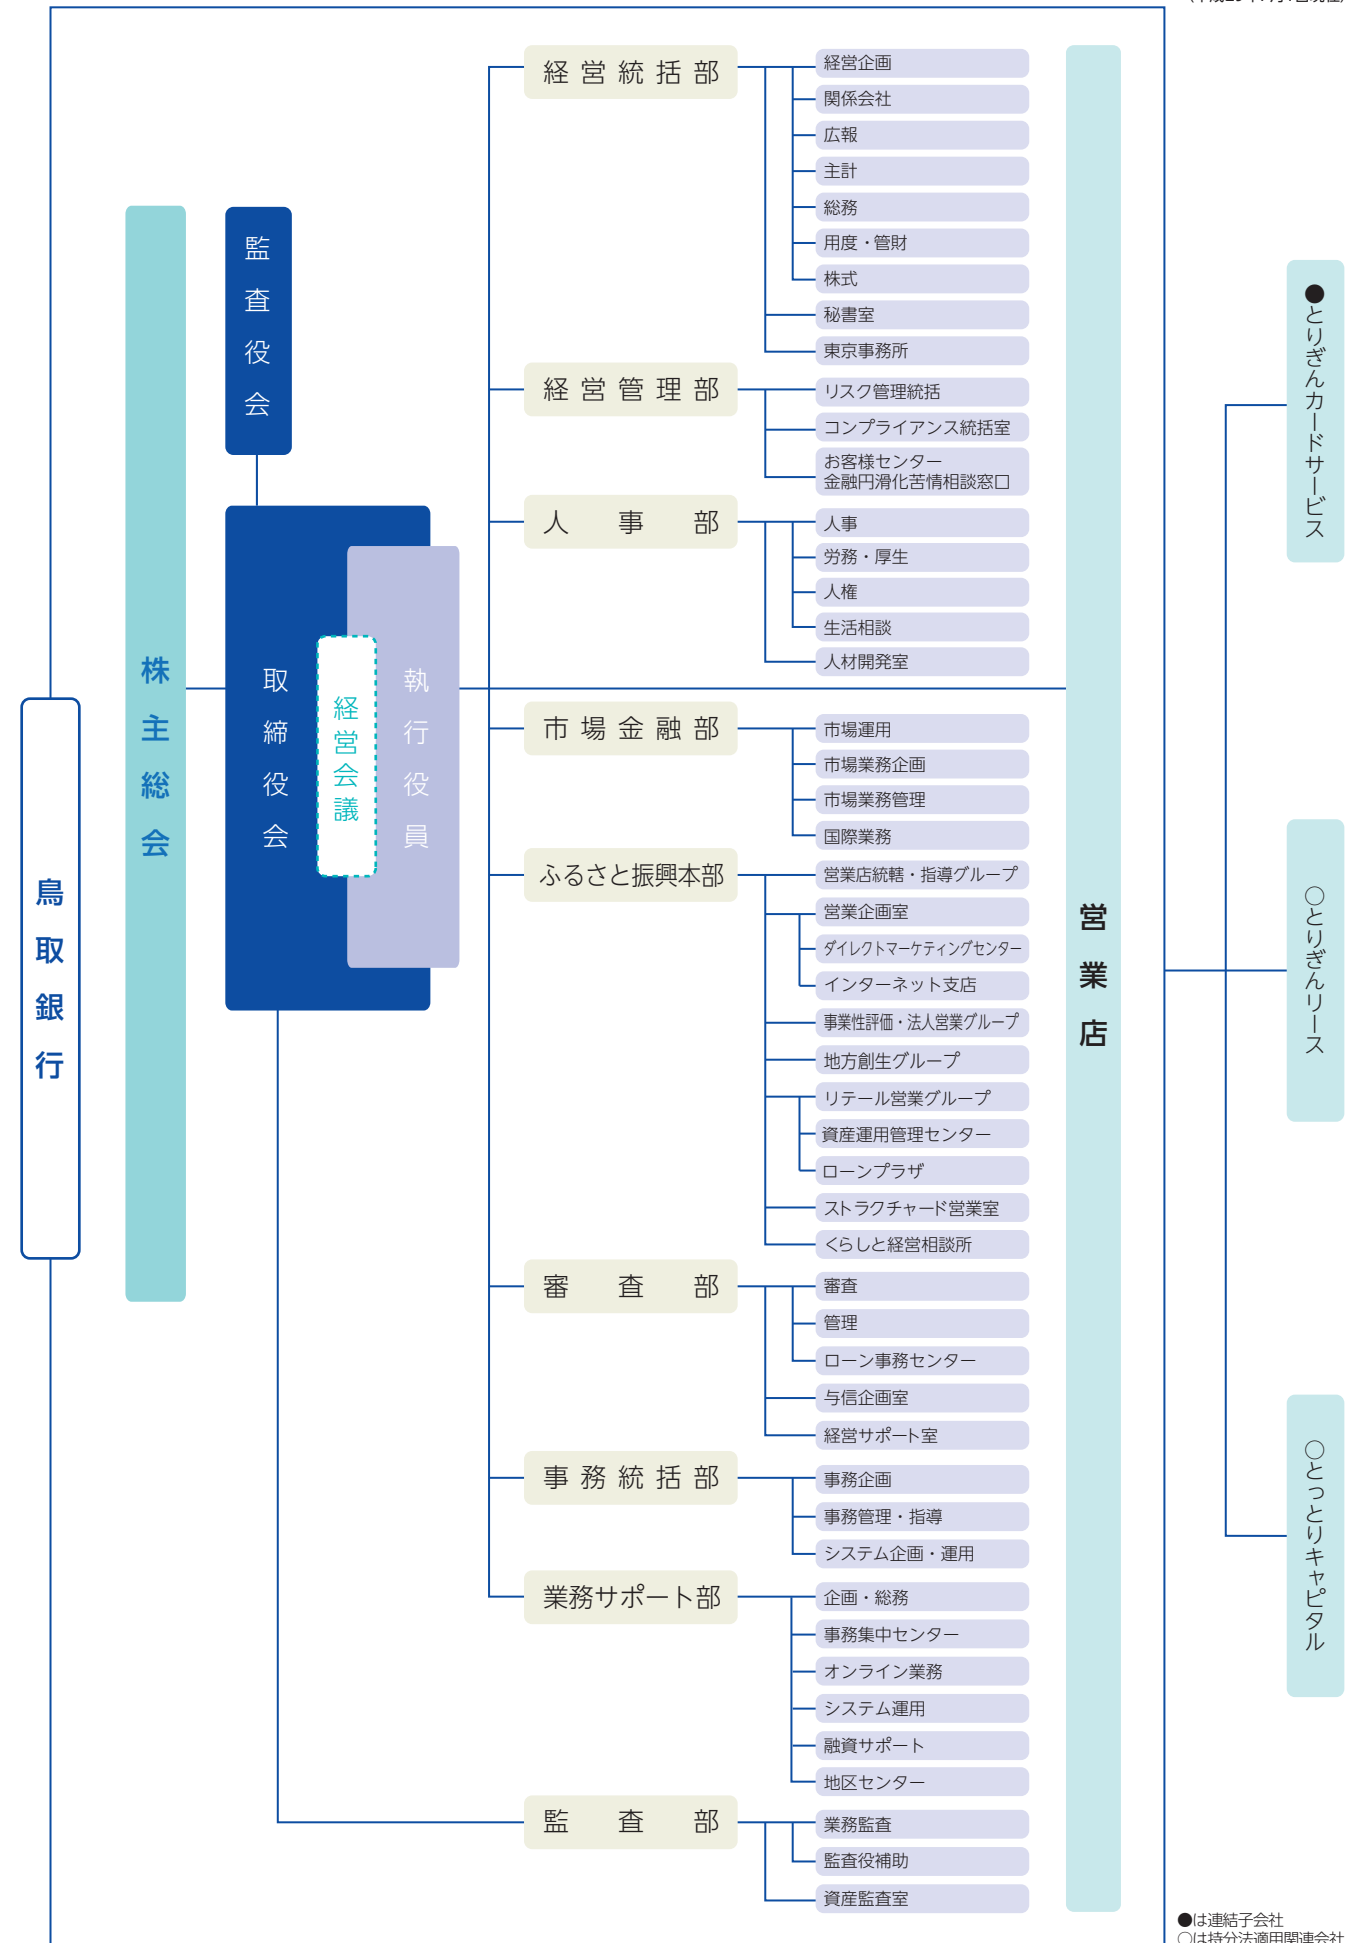 鳥取銀行
株主総会
監査役会
取締役会
経営会議
執行役員
経営統括部
経営企画
関係会社
広報
主計
総務
用度・管財
株式
秘書室
東京事務所
経営管理部
リスク管理統括
コンプライアンス統括室
お客様センター
金融円滑化苦情相談窓口
人事部
人事
労務・厚生
人権
生活相談
人材開発室
市場金融部
市場運用
市場業務企画
市場業務管理
国際業務
ふるさと振興本部
営業店統轄・指導グループ
営業企画室
ダイレクトマーケティングセンター
インターネット支店
事業性評価・法人営業グループ
地方創生グループ
リテール営業グループ
資産運用管理センター
ローンプラザ
ストラクチャード営業室
くらしと経営相談所
審査部
審査
管理
ローン事務センター
与信企画室
経営サポート室
事務統括部
事務企画
事務管理・指導
システム企画・運用
業務サポート部
企画・総務
事務集中センター
オンライン業務
システム運用
融資サポート
地区センター
監査部
業務監査
監査役補助
資産監査室
営業店
●とりぎんカードサービス
○とりぎんリース
○とっとりキャピタル
●は連結子会社
○は持分法適用関連会社